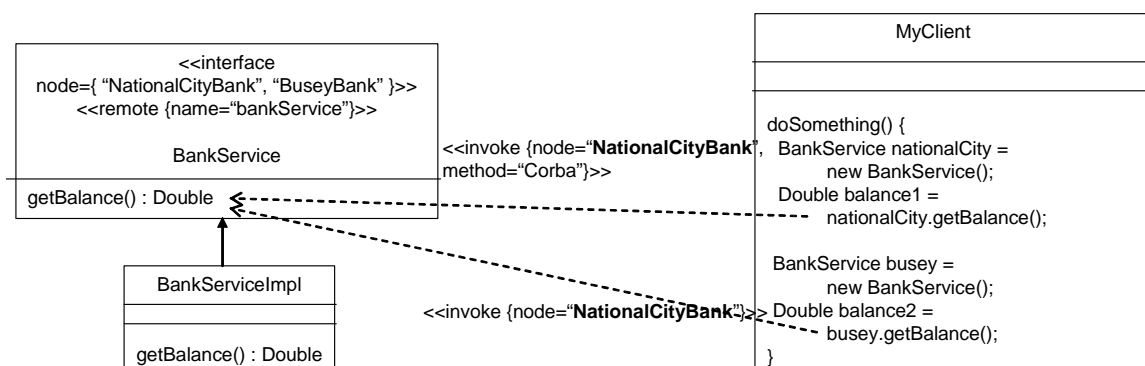 <<interface
node={ “NationalCityBank”, “BuseyBank” }>>
<<remote {name=“bankService”}>>
BankService
getBalance() : Double
BankServiceImpl
getBalance() : Double
<<invoke {node=“NationalCityBank”,
method=“Corba”}>>
<<invoke {node=“NationalCityBank”}>>
MyClient
doSomething() {
BankService nationalCity =
new BankService();
Double balance1 =
nationalCity.getBalance();
BankService busey =
new BankService();
Double balance2 =
busey.getBalance();
}